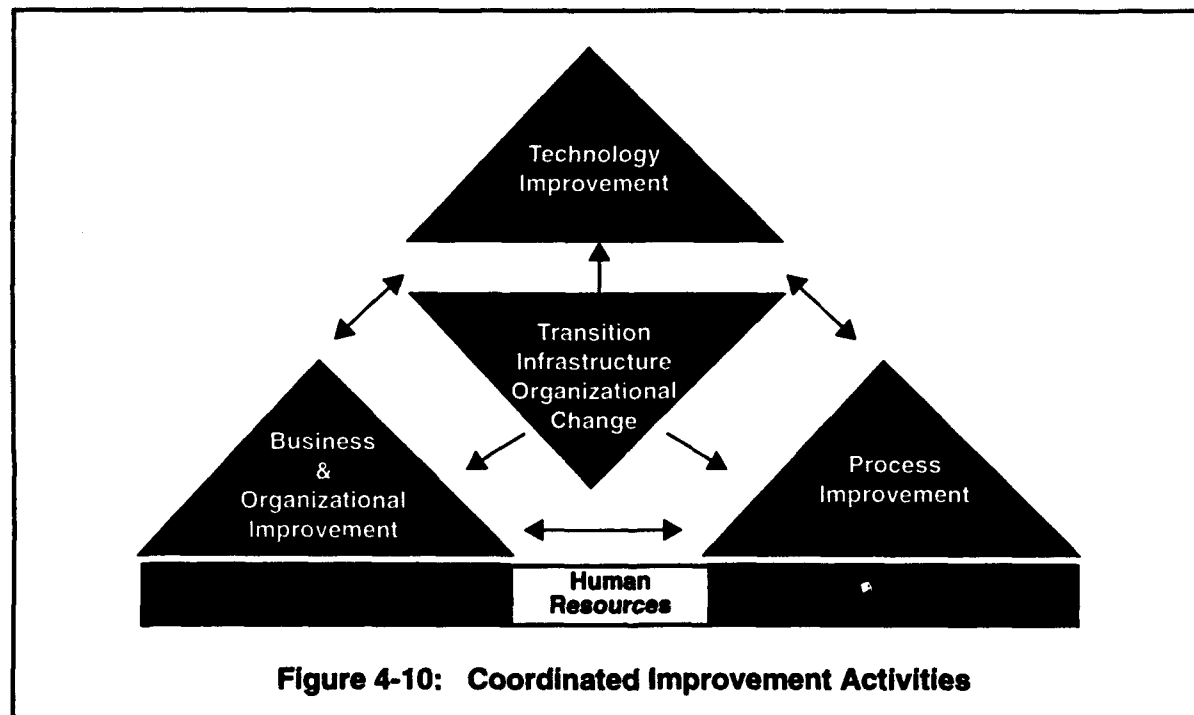 Technology
Improvement
Transition
Infrastructure
Organizational
Change
Business
&
Organizational
Improvement
Process
Improvement
Human
Resources
Figure 4-10: Coordinated Improvement Activities